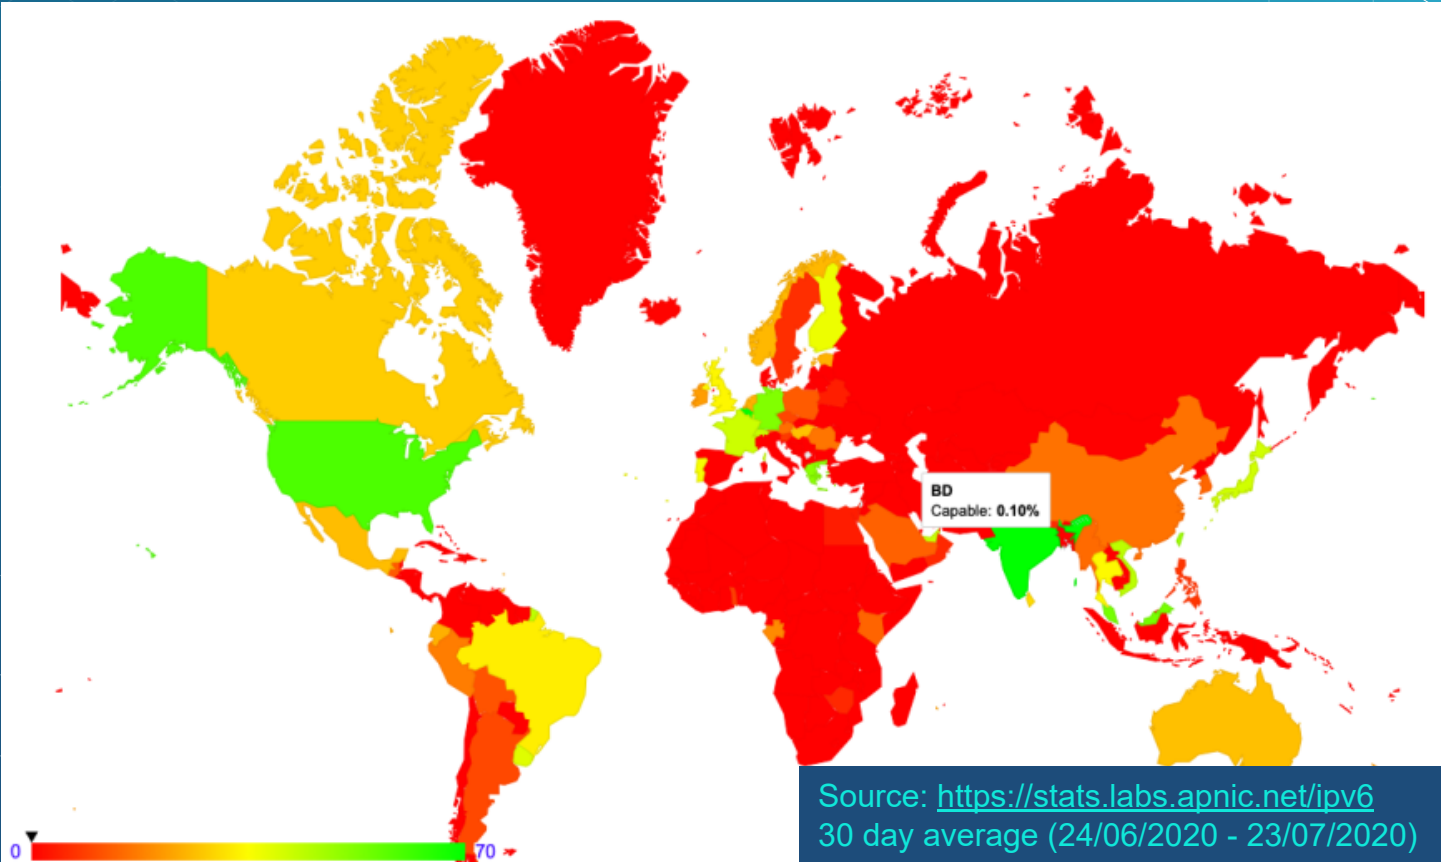 BD
Capable: 0.10%
0
70
Source: https://stats.labs.apnic.net/ipv6
30 day average (24/06/2020 - 23/07/2020)